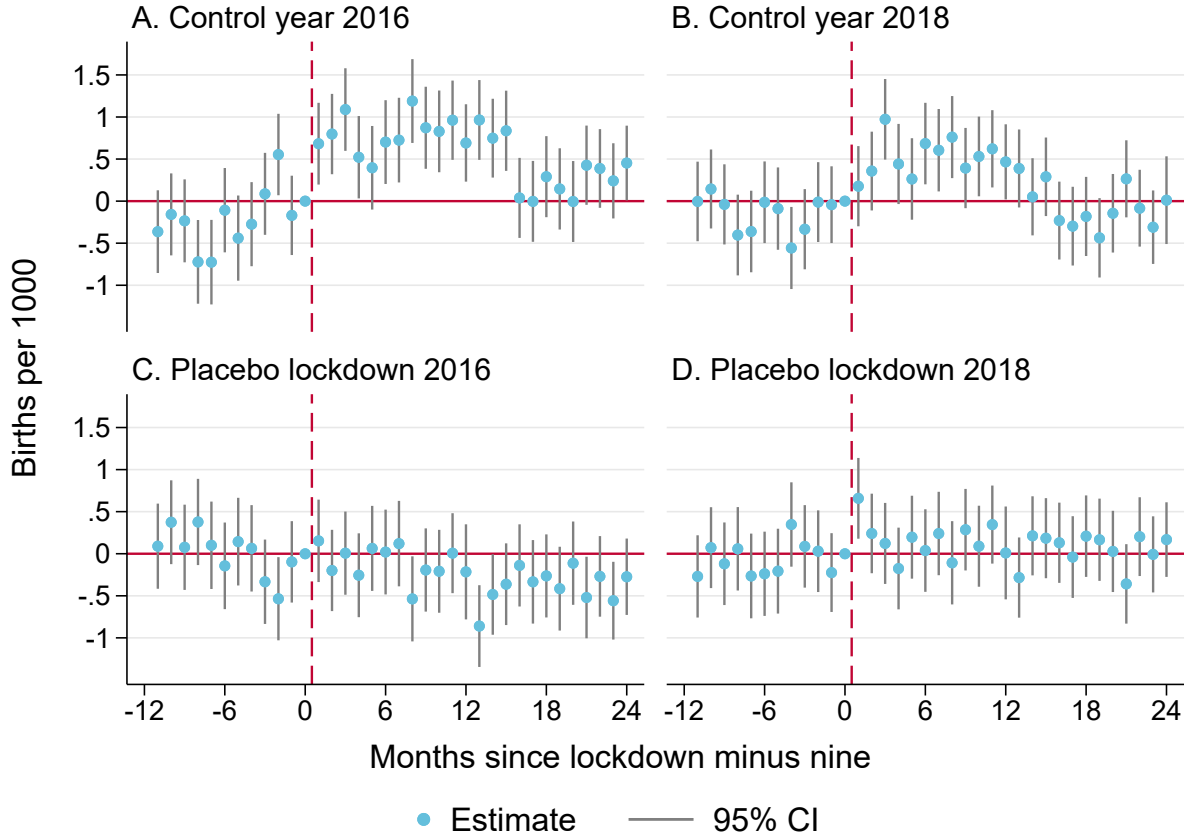 A. Control year 2016
B. Control year 2018
1.5
1
.5
0
-.5
-1
Births per 1000
C. Placebo lockdown 2016
D. Placebo lockdown 2018
1.5
1
.5
0
-.5
-1
-12 -6 0 6 12 18 24
-12 -6 0 6 12 18 24
Months since lockdown minus nine
Estimate 95% CI